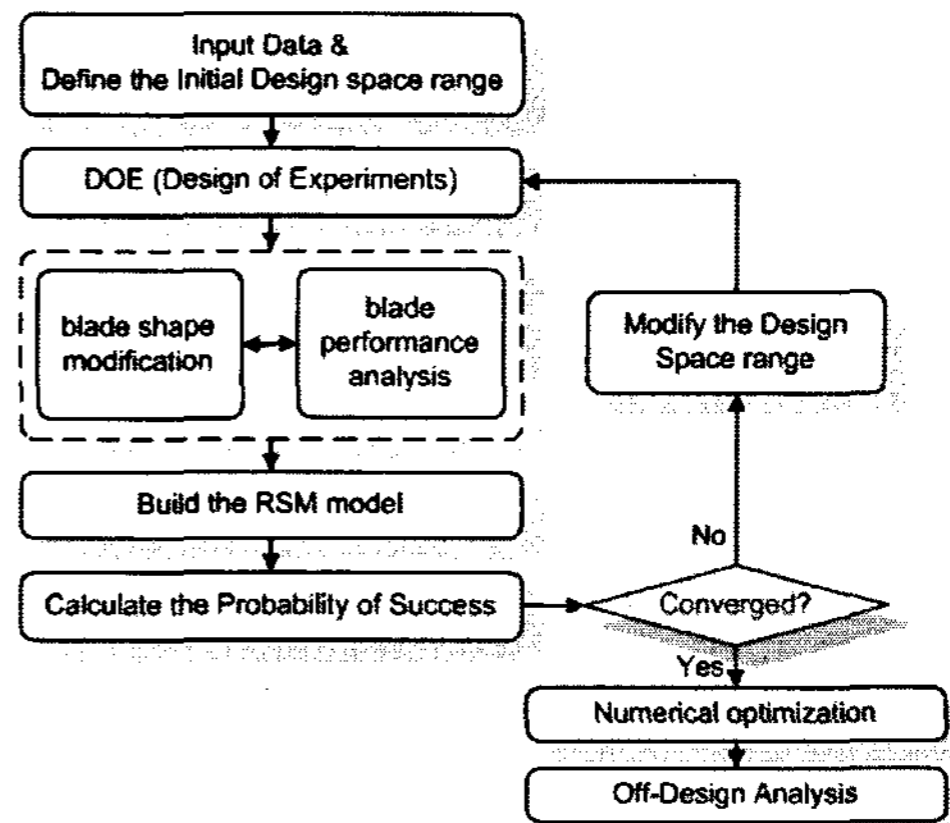 Input Data &
Define the Initial Design space range
DOE (Design of Experiments)
blade shape
modification
blade
performance
analysis
Modify the Design
Space range
Build the RSM model
No
Calculate the Probability of Success
Converged?
Yes
Numerical optimization
Off-Design Analysis